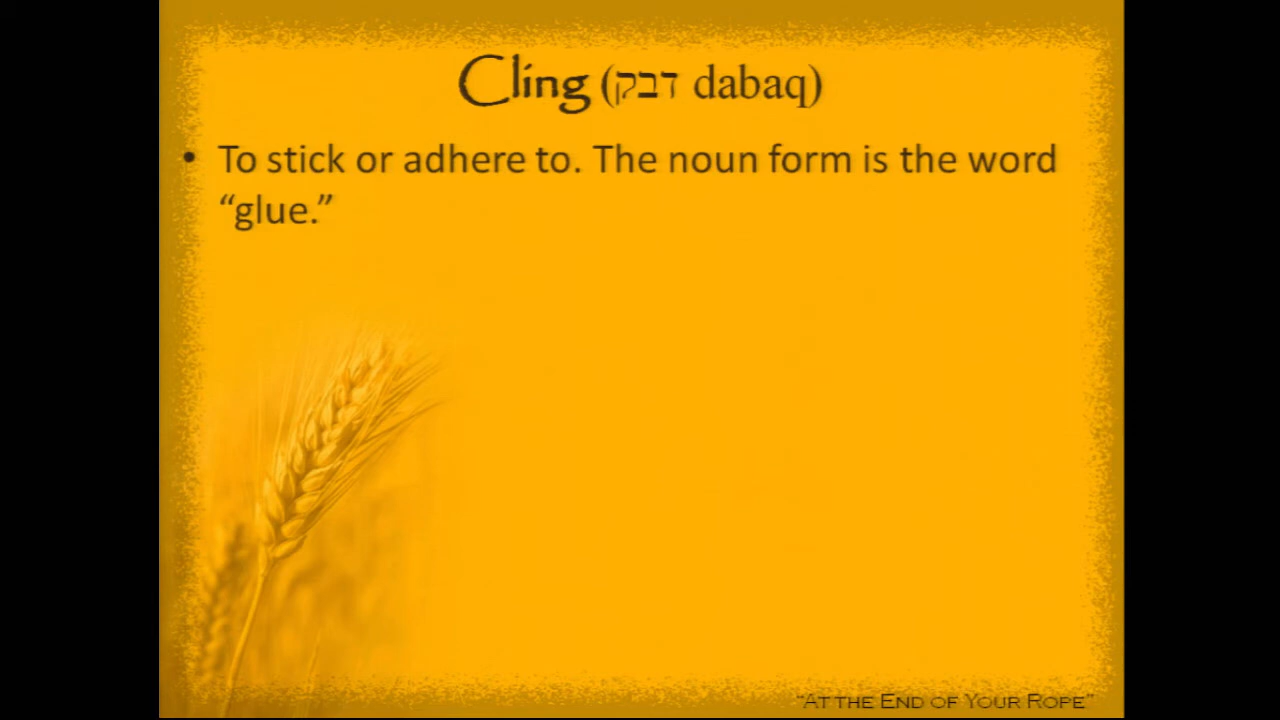 Cling (דבק dabaq)
• To stick or adhere to. The noun form is the word
“glue.”
“At the End of Your Rope”